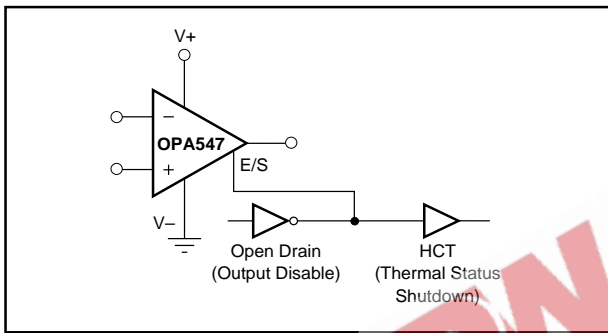 V+
−
OPA547
+
E/S
V−
Open Drain
(Output Disable)
HCT
(Thermal Status
Shutdown)